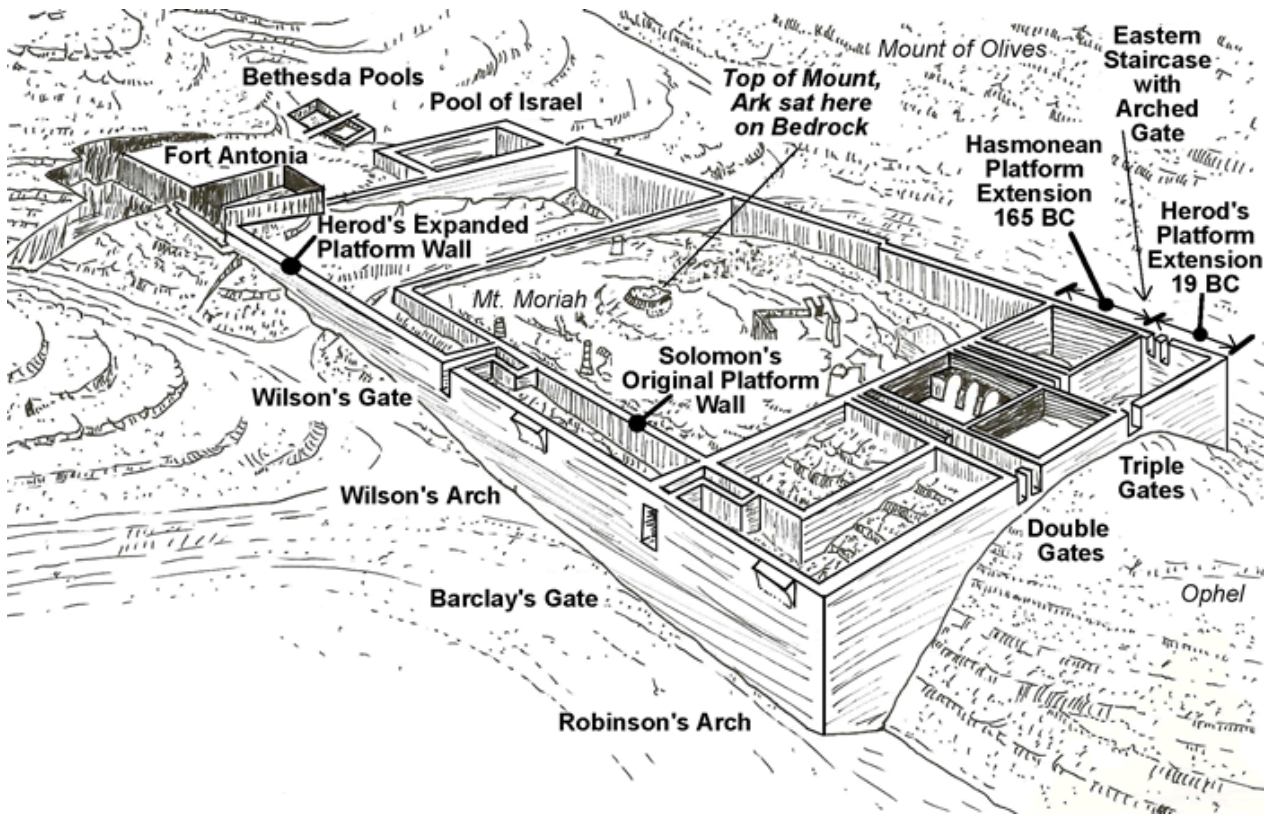 Mount of Olives
Eastern
Staircase
with
Arched
Gate
Bethesda Pools
Pool of Israel
Top of Mount,
Ark sat here
on Bedrock
Fort Antonia
Hasmonean
Platform
Extension
165 BC
Herod's
Platform
Extension
19 BC
Herod's Expanded
Platform Wall
Mt. Moriah
Solomon's
Original Platform
Wall
Wilson's Gate
Wilson's Arch
Triple
Gates
Double
Gates
Barclay's Gate
Ophel
Robinson's Arch